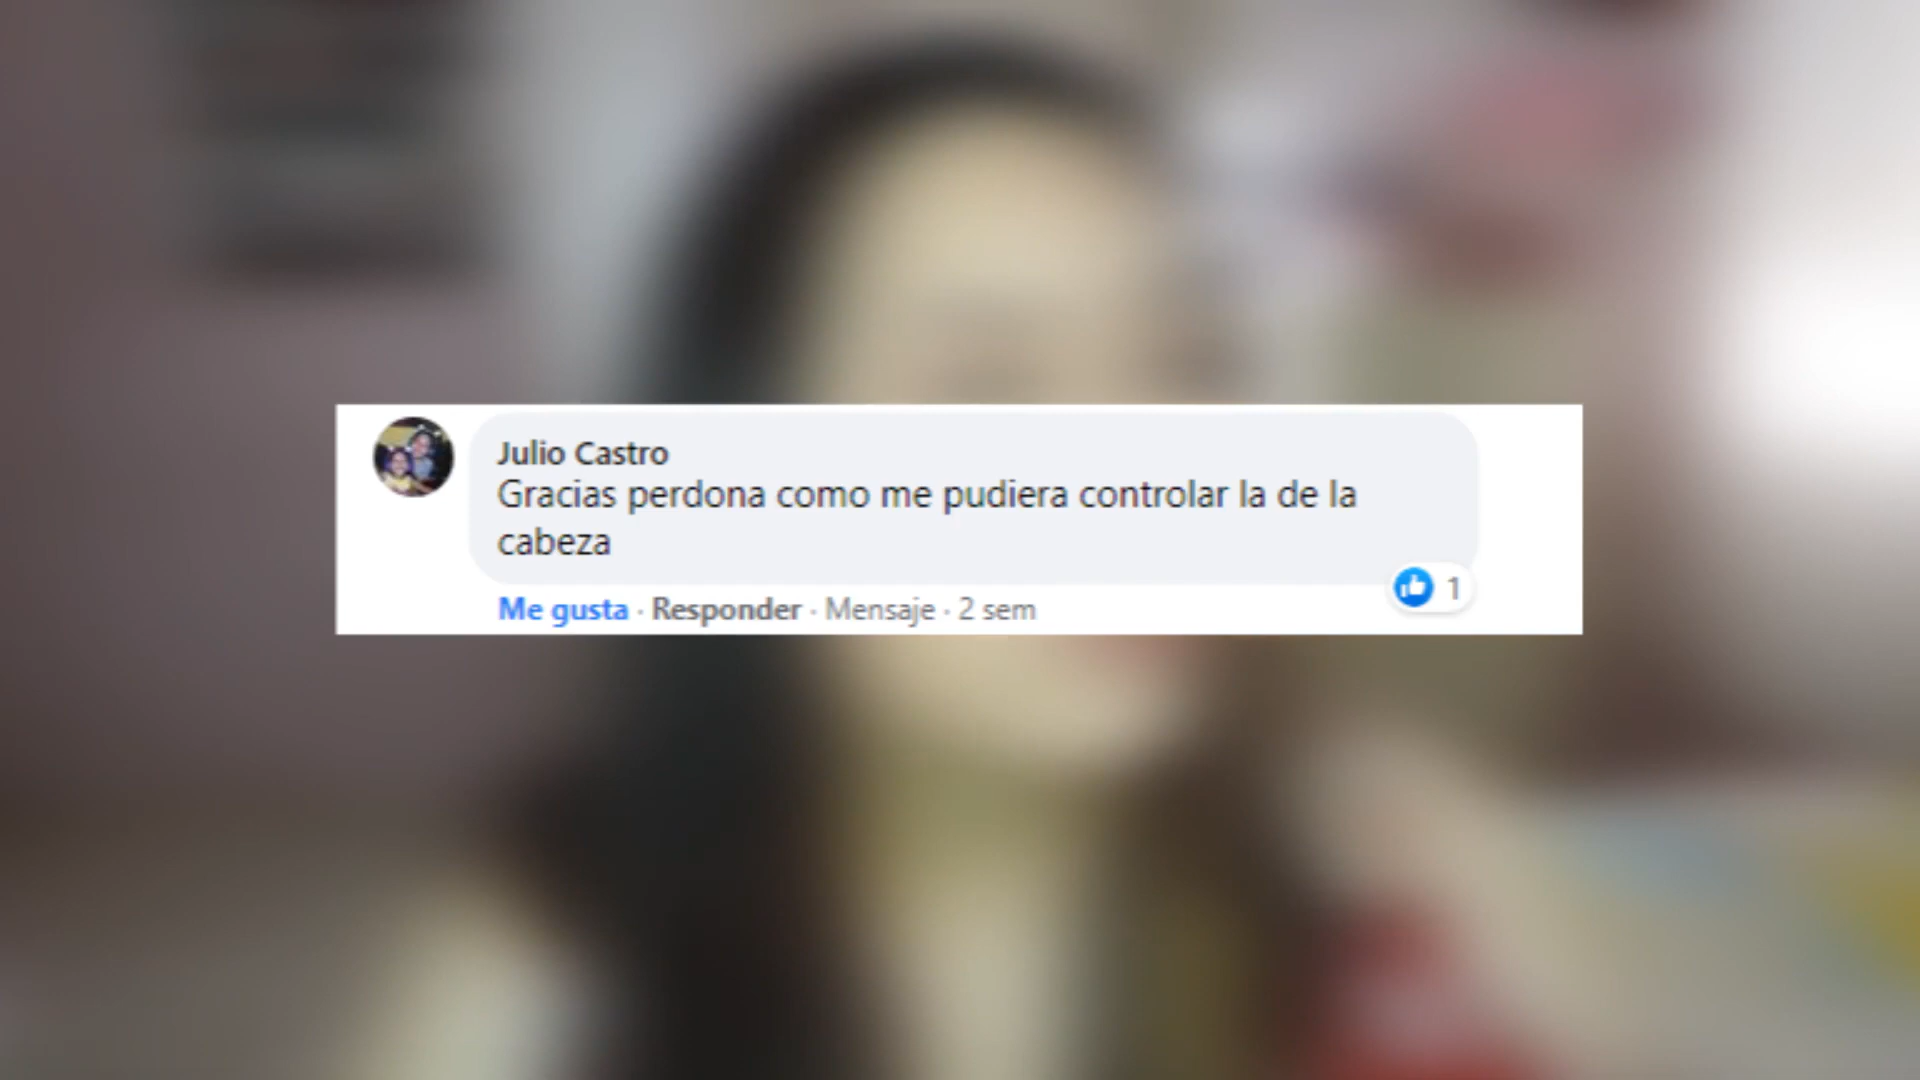 Julio Castro
Gracias perdona como me pudiera controlar la de la
cabeza
Me gusta · Responder · Mensaje · 2 sem
1